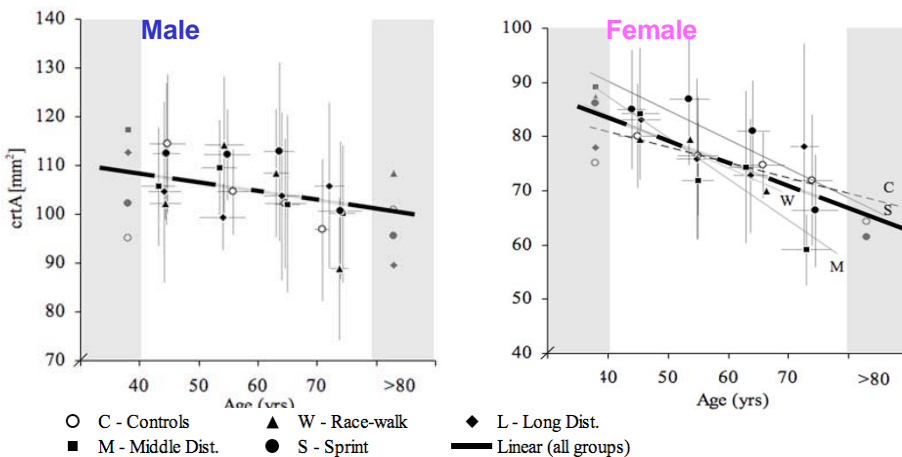 Male
Female
140
130
120
110
100
90
80
70
crtA [mm²]
40
50
60
70
>80
Age (yrs)
100
90
80
70
60
50
40
C
S
W
M
40
50
60
70
>80
Age (yrs)
C - Controls
W - Race-walk
L - Long Dist.
M - Middle Dist.
S - Sprint
Linear (all groups)